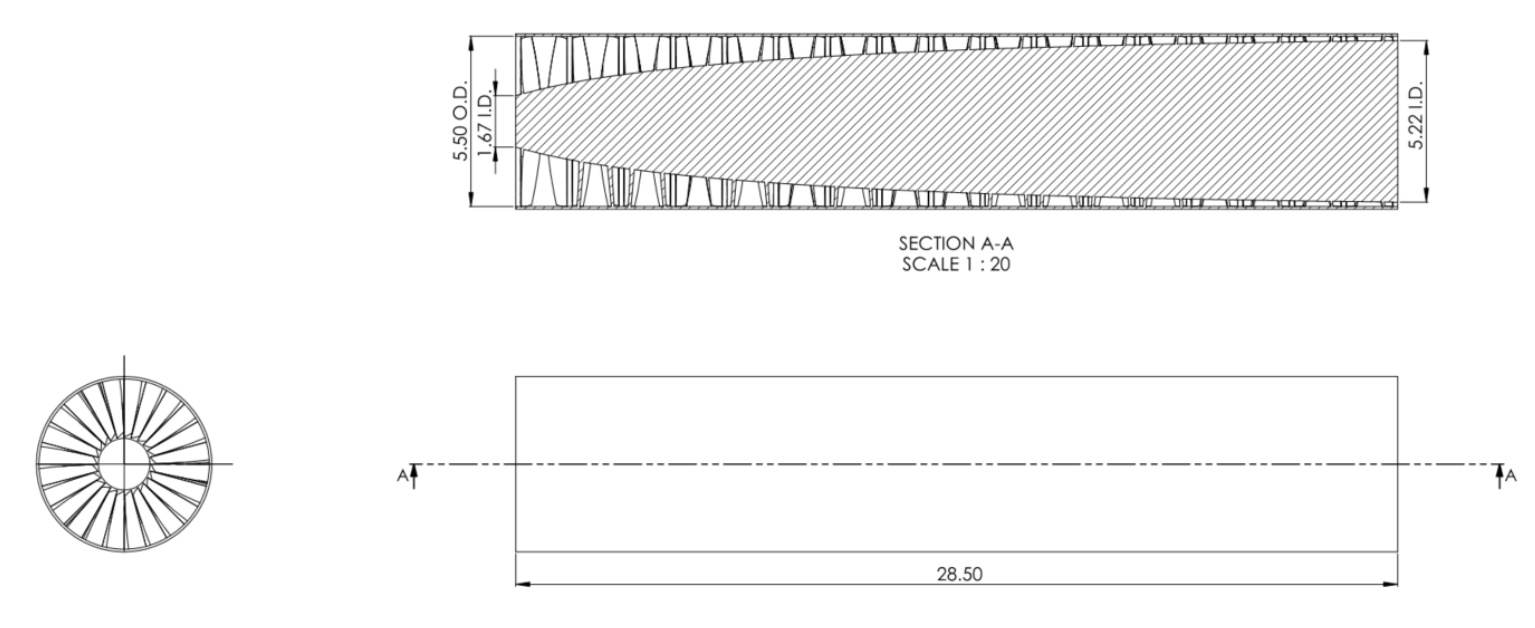 5.50 O.D.
1.67 I.D.
5.22 I.D.
SECTION A-A
SCALE 1 : 20
A
A
28.50